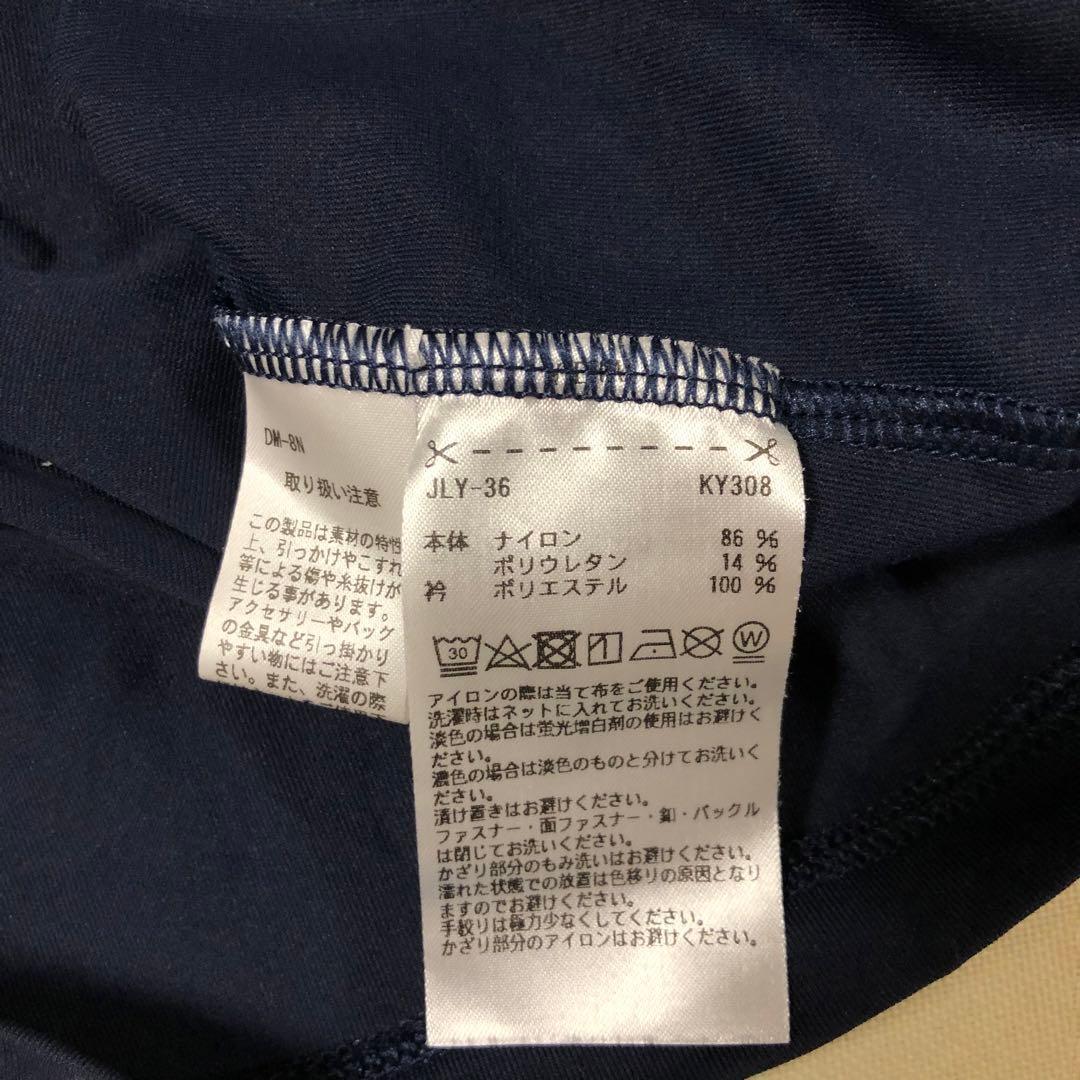 DM-8N
取り扱い注意
この製品は素材の特性
上、引っかけやこすれ
等による傷や糸抜けが
生じる事があります。
アクセサリーやバッグ
の金具など引っ掛かり
やすい物にはご注意下
さい。また、洗濯の際
JLY-36 KY308
本体 ナイロン 86 %
ポリウレタン 14 %
衿 ポリエステル 100 %
30 W
アイロンの際は当て布をご使用ください。
洗濯時はネットに入れてお洗いください。
淡色の場合は蛍光増白剤の使用はお避けく
ださい。
濃色の場合は淡色のものと分けてお洗いく
ださい。
漬け置きはお避けください。
ファスナー・面ファスナー・釦・バックル
は閉じてお洗いください。
かざり部分のもみ洗いはお避けください。
濡れた状態での放置は色移りの原因となり
ますのでお避けください。
手絞りは極力少なくしてください。
かざり部分のアイロンはお避けください。